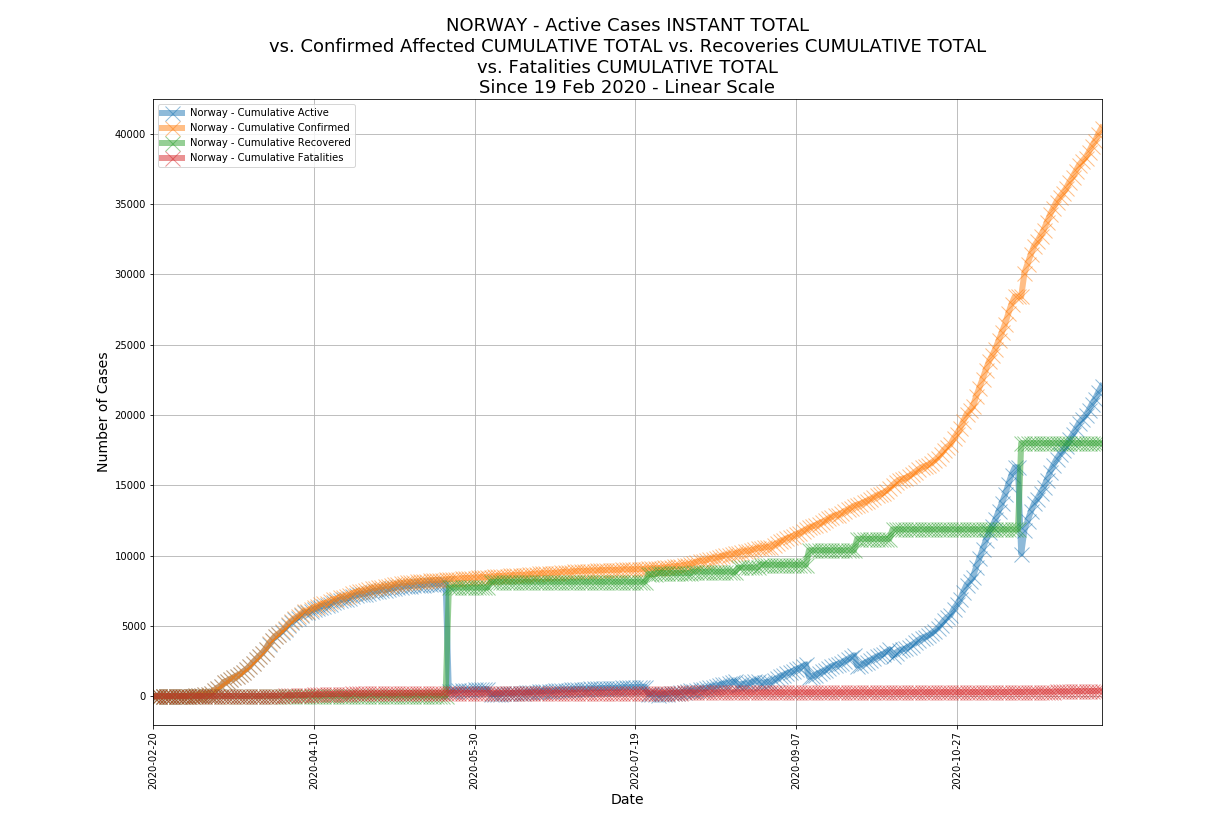 NORWAY - Active Cases INSTANT TOTAL
vs. Confirmed Affected CUMULATIVE TOTAL vs. Recoveries CUMULATIVE TOTAL
vs. Fatalities CUMULATIVE TOTAL
Since 19 Feb 2020 - Linear Scale
Norway - Cumulative Active
Norway - Cumulative Confirmed
Norway - Cumulative Recovered
Norway - Cumulative Fatalities
40000
35000
30000
25000
20000
15000
10000
5000
0
Number of Cases
2020-02-20
2020-04-10
2020-05-30
2020-07-19
2020-09-07
2020-10-27
Date